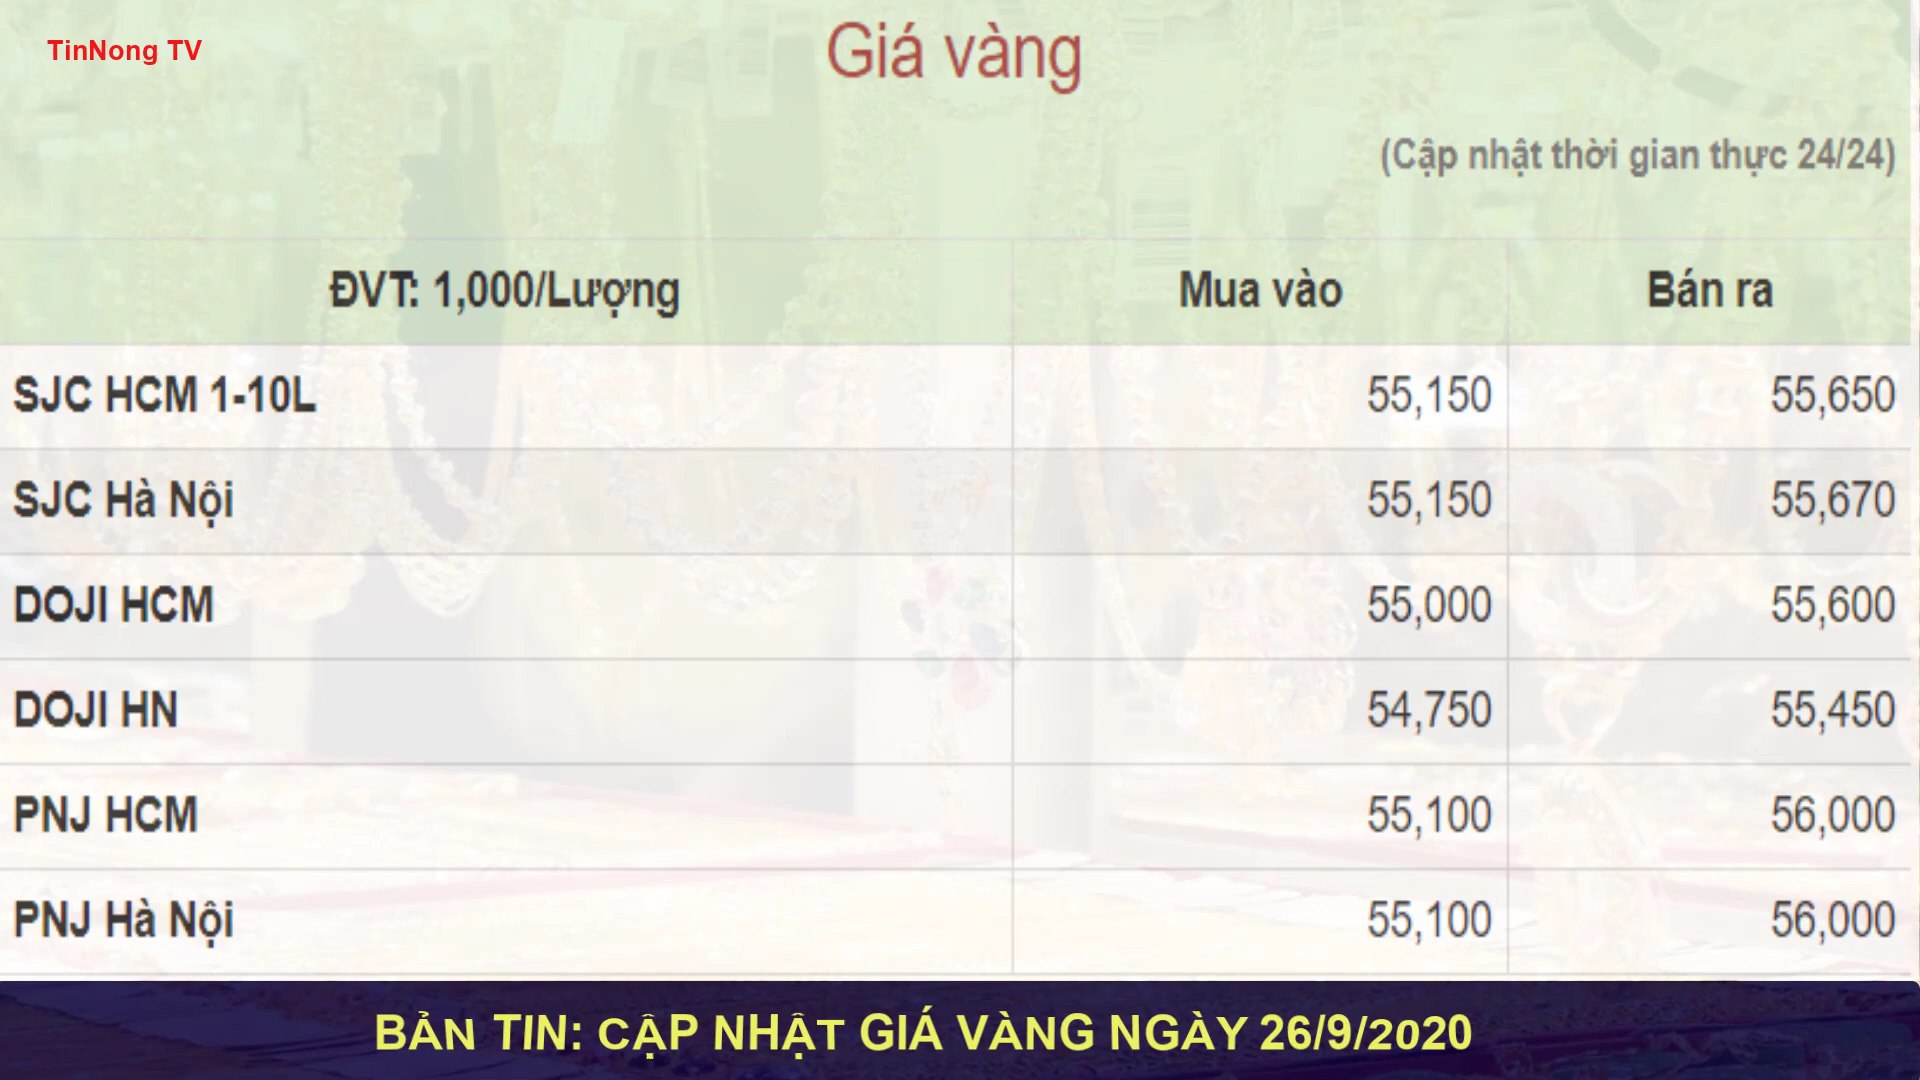 TinNong TV
Giá vàng
(Cập nhật thời gian thực 24/24)
ĐVT: 1,000/Lượng Mua vào Bán ra
SJC HCM 1-10L 55,150 55,650
SJC Hà Nội 55,150 55,670
DOJI HCM 55,000 55,600
DOJI HN 54,750 55,450
PNJ HCM 55,100 56,000
PNJ Hà Nội 55,100 56,000
BẢN TIN: CẬP NHẬT GIÁ VÀNG NGÀY 26/9/2020